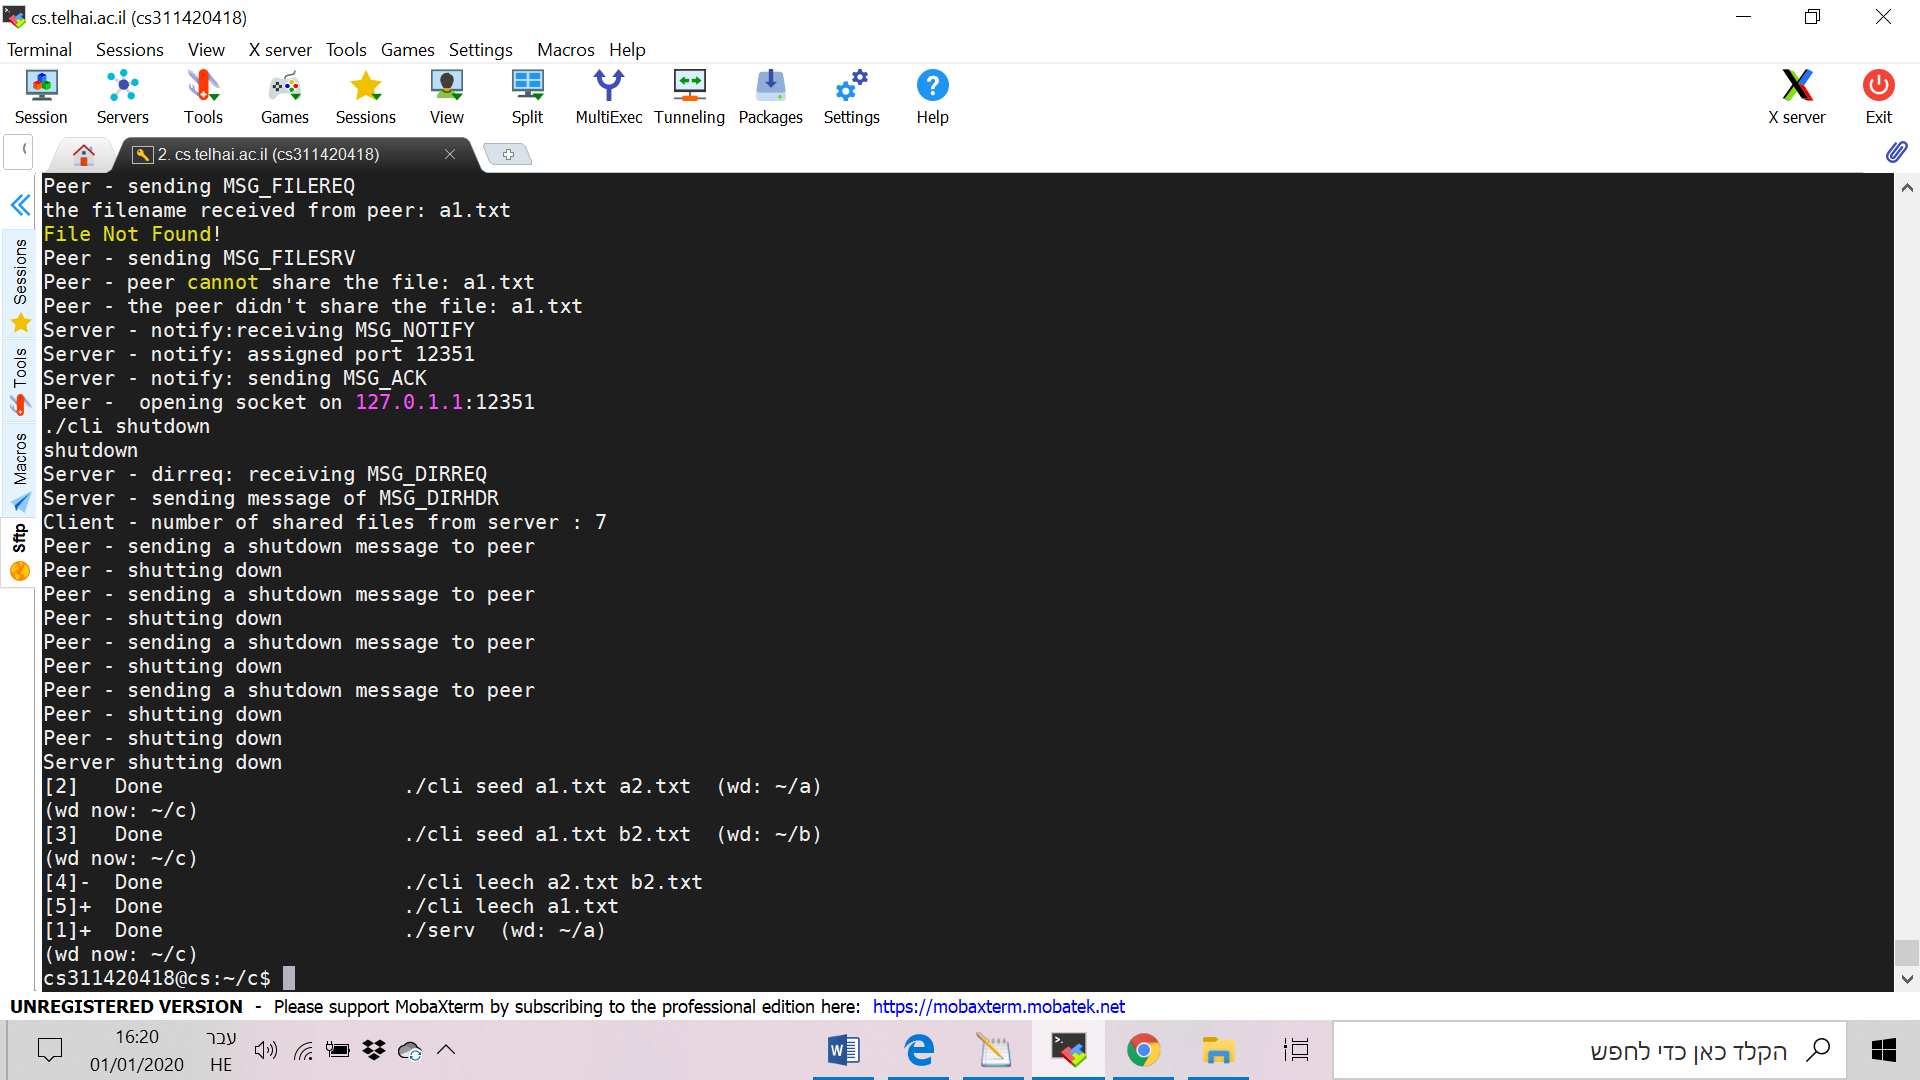 cs.telhai.ac.il (cs311420418)
Terminal Sessions View X server Tools Games Settings Macros Help
Session Servers Tools Games Sessions View Split MultiExec Tunneling Packages Settings Help X server Exit
2. cs.telhai.ac.il (cs311420418)
Sessions
Tools
Macros
Sftp
Peer - sending MSG_FILEREQ
the filename received from peer: a1.txt
File Not Found!
Peer - sending MSG_FILESRV
Peer - peer cannot share the file: a1.txt
Peer - the peer didn't share the file: a1.txt
Server - notify:receiving MSG_NOTIFY
Server - notify: assigned port 12351
Server - notify: sending MSG_ACK
Peer -  opening socket on 127.0.1.1:12351
./cli shutdown
shutdown
Server - dirreq: receiving MSG_DIRREQ
Server - sending message of MSG_DIRHDR
Client - number of shared files from server : 7
Peer - sending a shutdown message to peer
Peer - shutting down
Peer - sending a shutdown message to peer
Peer - shutting down
Peer - sending a shutdown message to peer
Peer - shutting down
Peer - sending a shutdown message to peer
Peer - shutting down
Peer - shutting down
Server shutting down
[2]   Done                    ./cli seed a1.txt a2.txt  (wd: ~/a)
(wd now: ~/c)
[3]   Done                    ./cli seed a1.txt b2.txt  (wd: ~/b)
(wd now: ~/c)
[4]-  Done                    ./cli leech a2.txt b2.txt
[5]+  Done                    ./cli leech a1.txt
[1]+  Done                    ./serv  (wd: ~/a)
(wd now: ~/c)
cs311420418@cs:~/c$
UNREGISTERED VERSION - Please support MobaXterm by subscribing to the professional edition here: https://mobaxterm.mobatek.net
16:20
01/01/2020
עבר
HE
הקלד כאן כדי לחפש